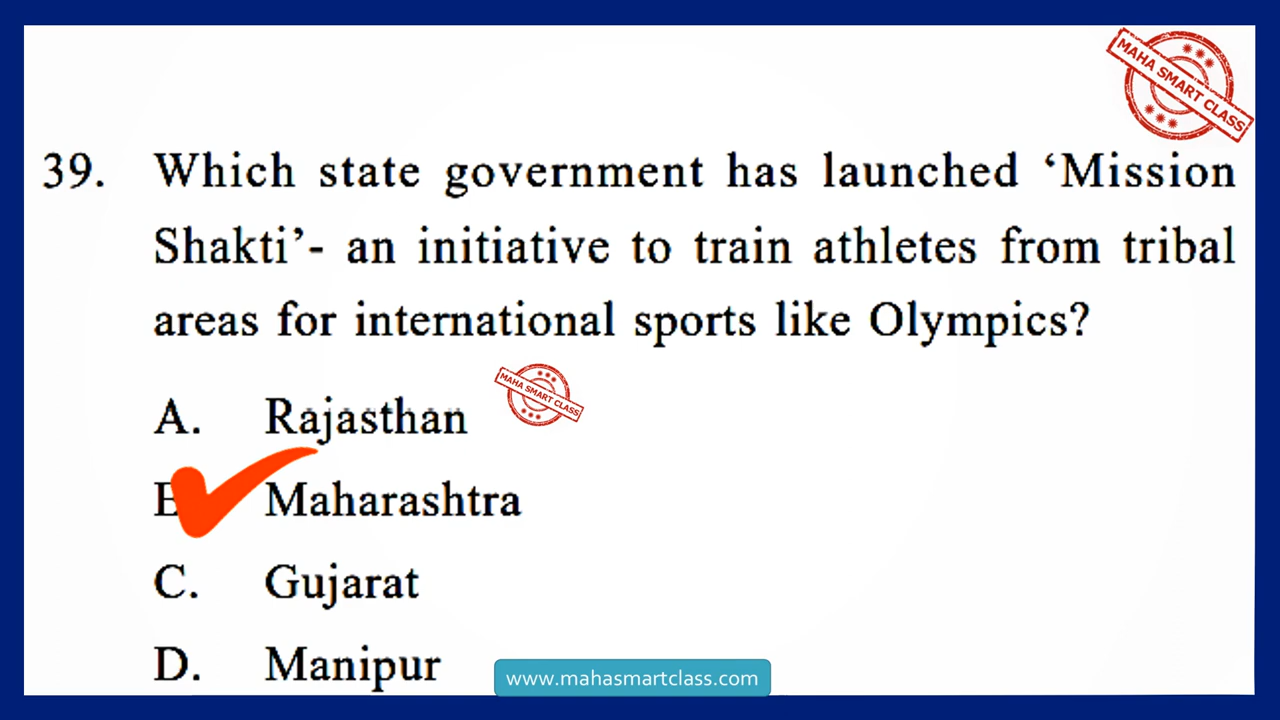 MAHA SMART CLASS
39. Which state government has launched ‘Mission
Shakti’- an initiative to train athletes from tribal
areas for international sports like Olympics?
MAHA SMART CLASS
A. Rajasthan
Maharashtra
C. Gujarat
D. Manipur
www.mahasmartclass.com